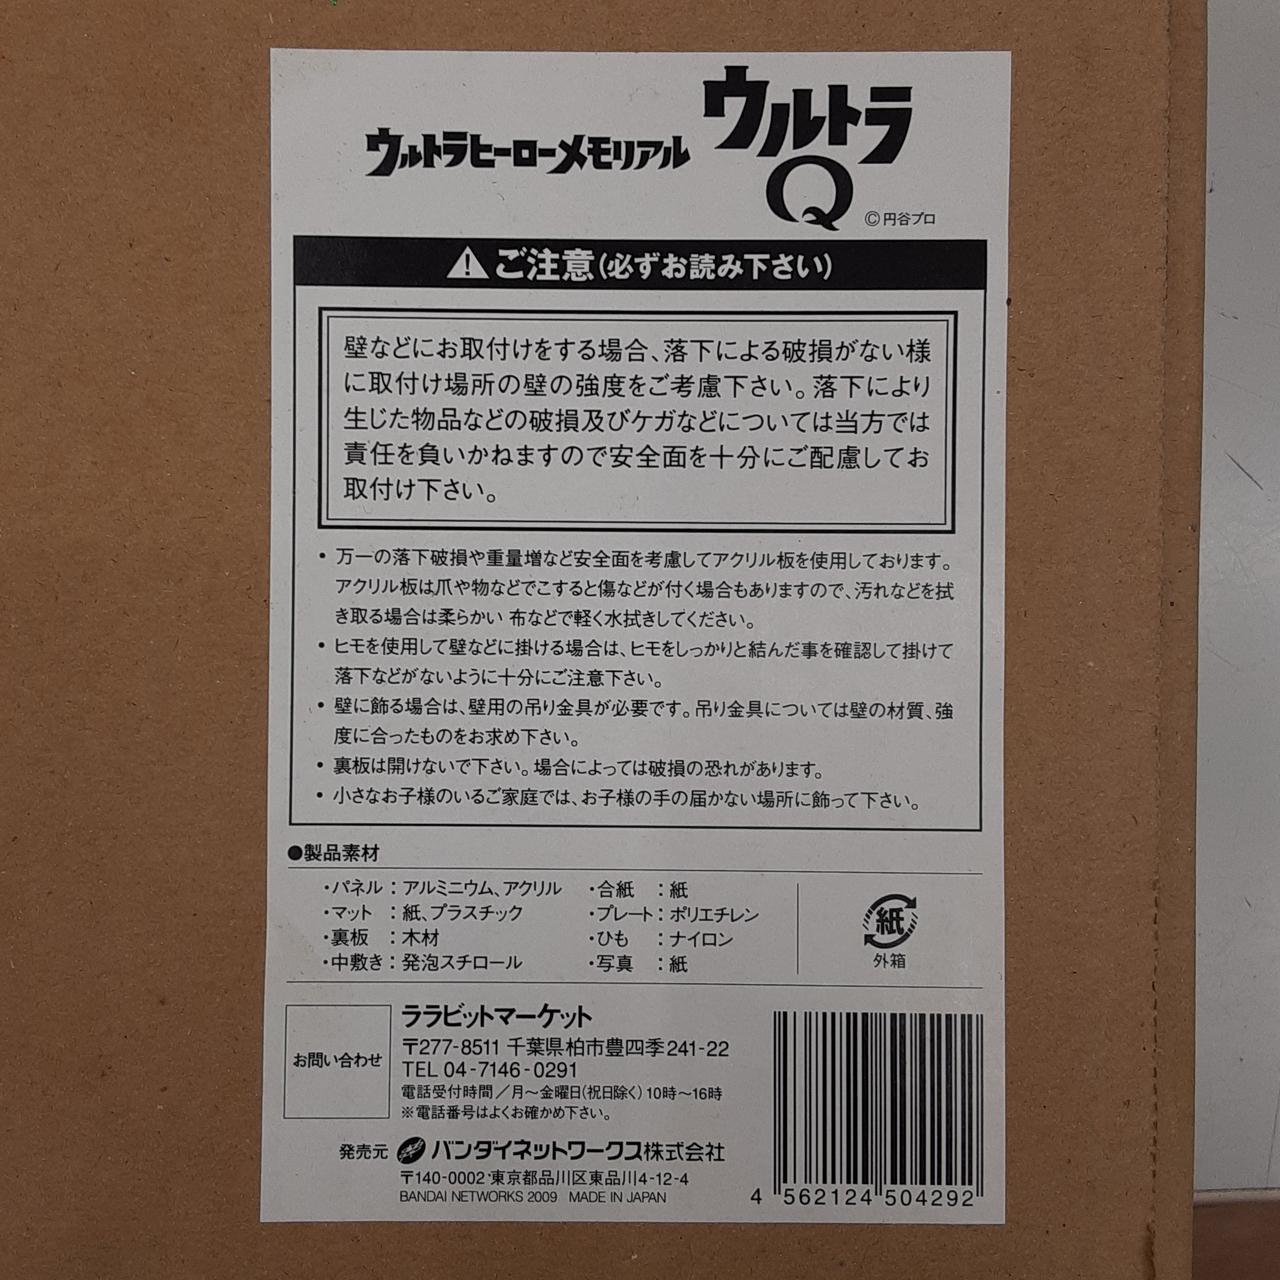 ウルトラヒーローメモリアル ウルトラ
Q
©円谷プロ
ご注意(必ずお読み下さい)
壁などにお取付けをする場合、落下による破損がない様
に取付け場所の壁の強度をご考慮下さい。落下により
生じた物品などの破損及びケガなどについては当方では
責任を負いかねますので安全面を十分にご配慮してお
取付け下さい。
・万一の落下破損や重量増など安全面を考慮してアクリル板を使用しております。
アクリル板は爪や物などでこすると傷などが付く場合もありますので、汚れなどを拭
き取る場合は柔らかい 布などで軽く水拭きしてください。
・ヒモを使用して壁などに掛ける場合は、ヒモをしっかりと結んだ事を確認して掛けて
落下などがないように十分にご注意下さい。
・壁に飾る場合は、壁用の吊り金具が必要です。吊り金具については壁の材質、強
度に合ったものをお求め下さい。
・裏板は開けないで下さい。場合によっては破損の恐れがあります。
・小さなお子様のいるご家庭では、お子様の手の届かない場所に飾って下さい。
●製品素材
・パネル：アルミニウム、アクリル ・合紙 ：紙
・マット ：紙、プラスチック ・プレート：ポリエチレン
・裏板 ：木材 ・ひも ：ナイロン
・中敷き：発泡スチロール ・写真 ：紙
紙
外箱
お問い合わせ
ララビットマーケット
〒277-8511 千葉県柏市豊四季241-22
TEL 04-7146-0291
電話受付時間／月〜金曜日(祝日除く)10時〜16時
※電話番号はよくお確かめ下さい。
発売元 バンダイネットワークス株式会社
〒140-0002 東京都品川区東品川4-12-4
BANDAI NETWORKS 2009 MADE IN JAPAN
4 562124 504292